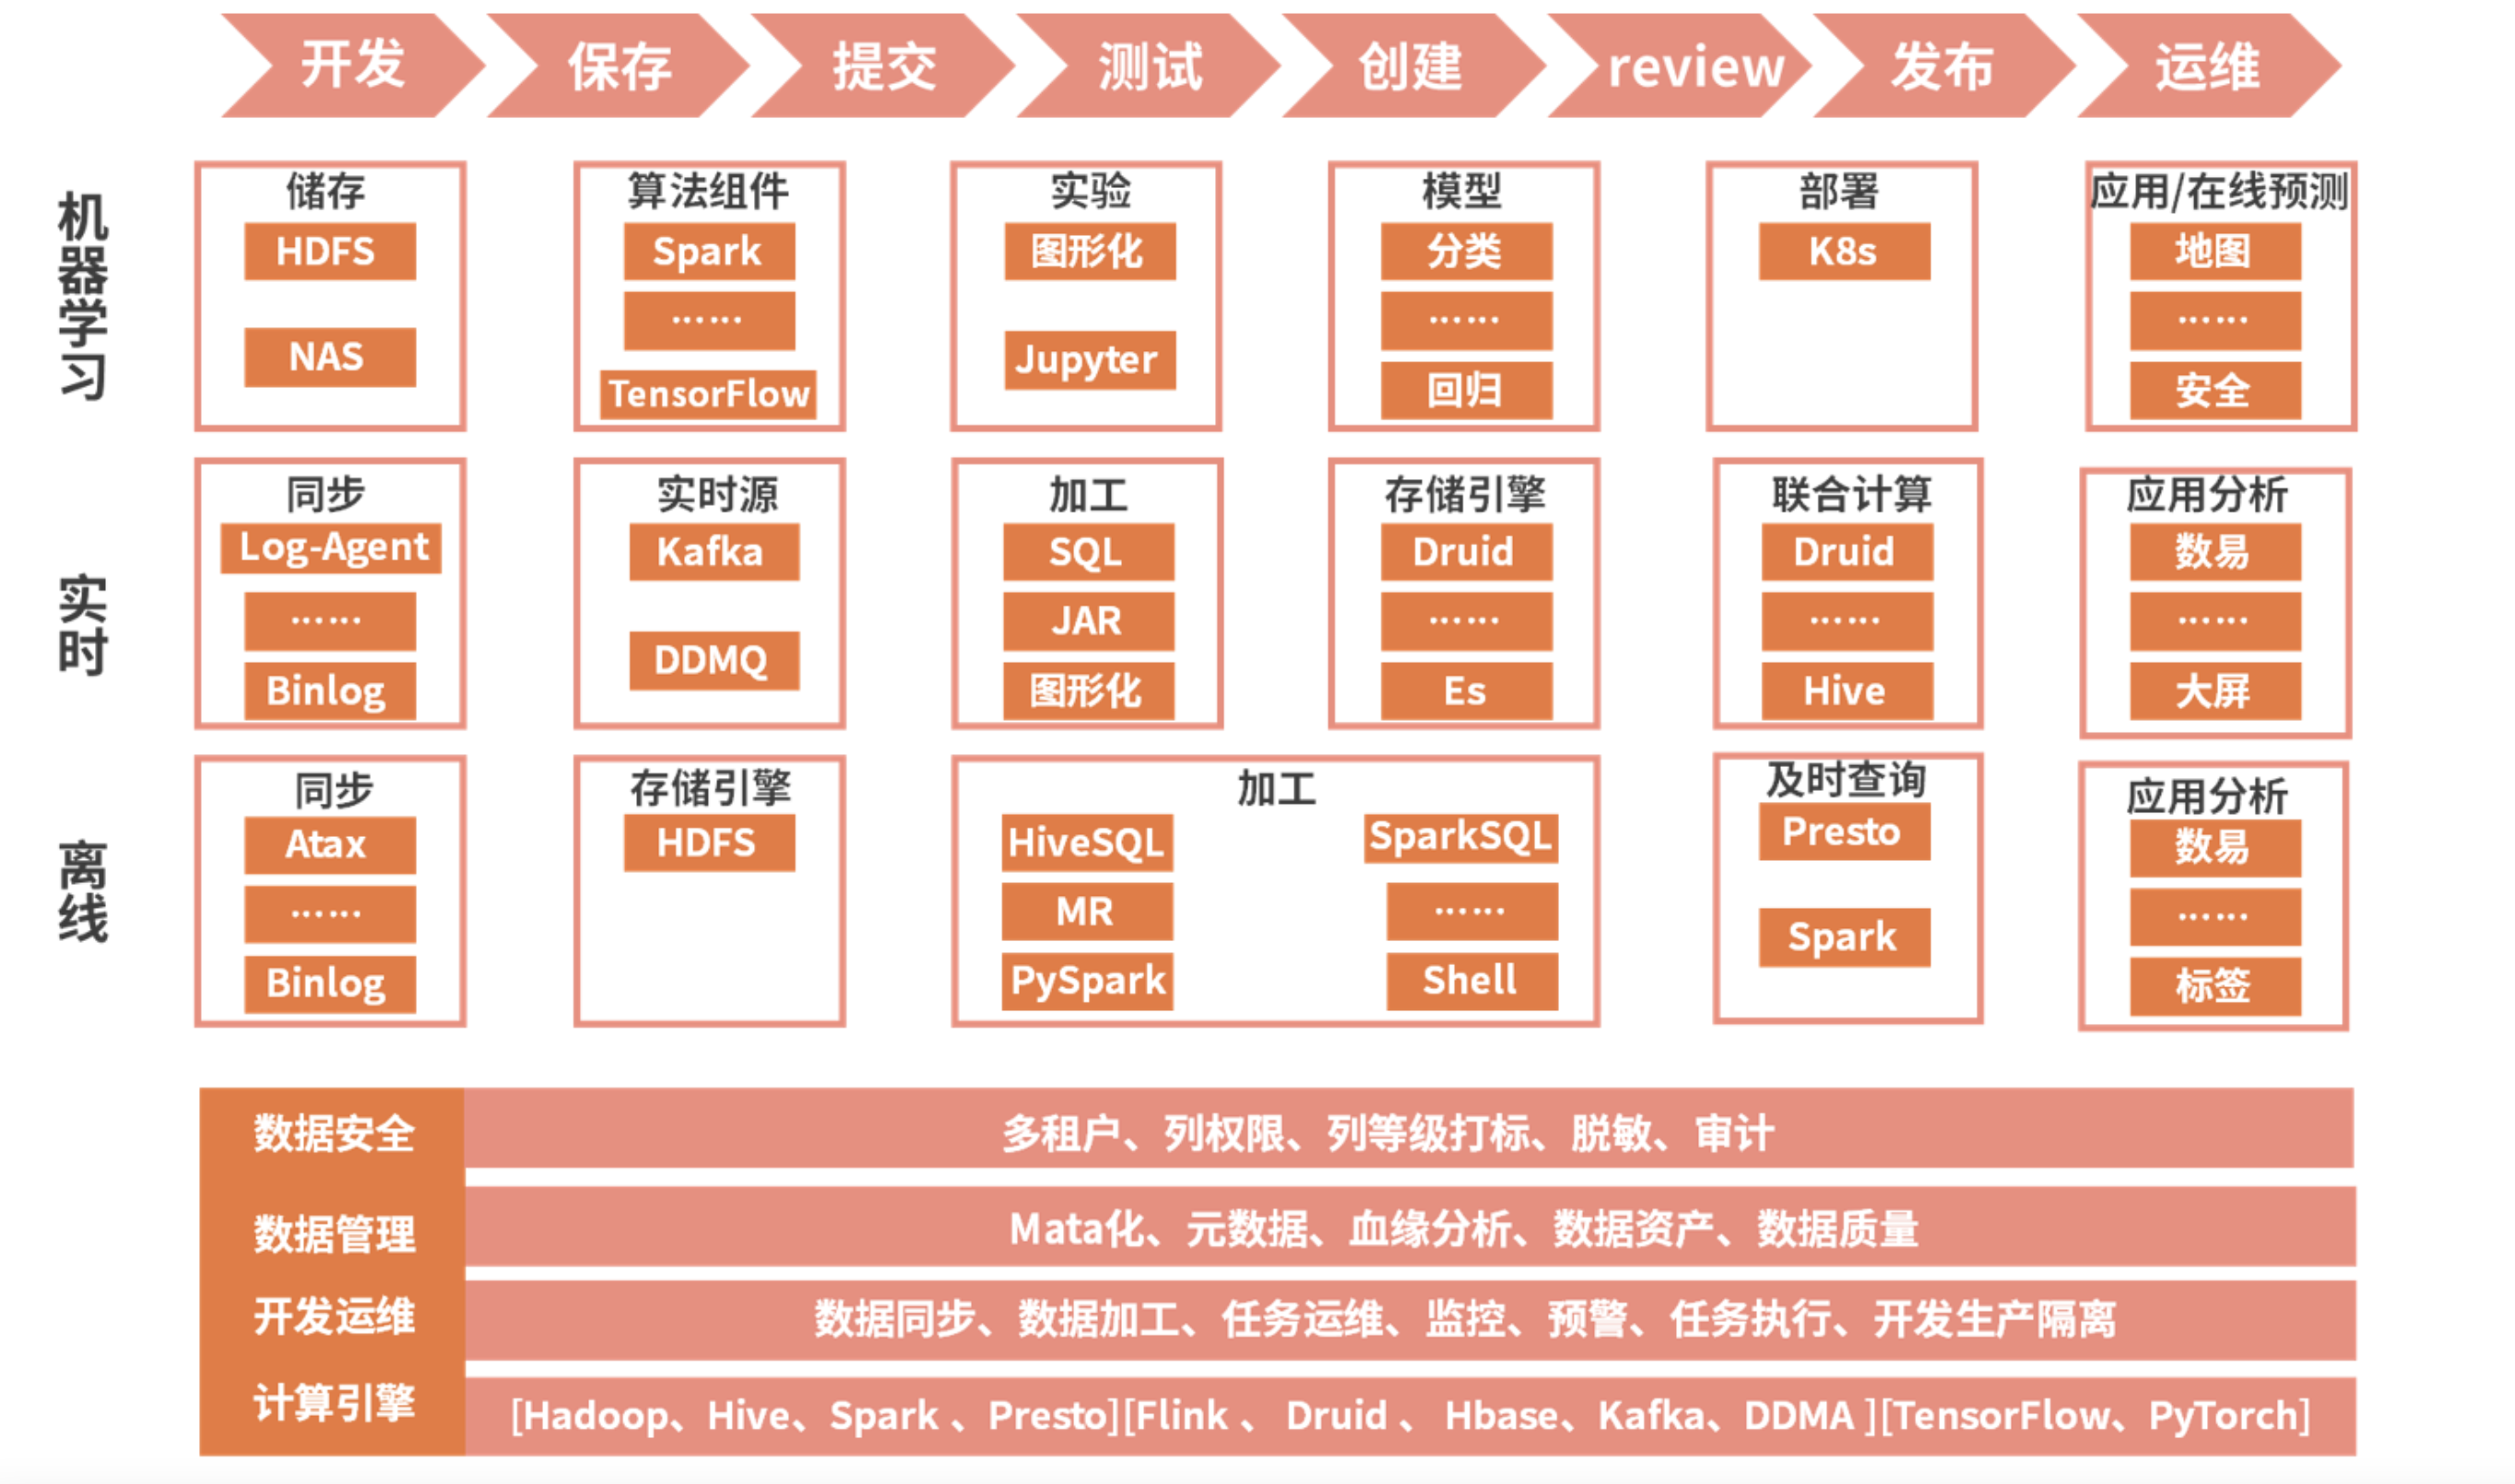 开发 保存 提交 测试 创建 review 发布 运维
机器学习
储存
HDFS
NAS
算法组件
Spark
……
TensorFlow
实验
图形化
Jupyter
模型
分类
……
回归
部署
K8s
应用/在线预测
地图
……
安全
实时
同步
Log-Agent
……
Binlog
实时源
Kafka
DDMQ
加工
SQL
JAR
图形化
存储引擎
Druid
……
Es
联合计算
Druid
……
Hive
应用分析
数易
……
大屏
离线
同步
Atax
……
Binlog
存储引擎
HDFS
加工
HiveSQL
MR
PySpark
SparkSQL
……
Shell
及时查询
Presto
Spark
应用分析
数易
……
标签
数据安全
多租户、列权限、列等级打标、脱敏、审计
数据管理
Mata化、元数据、血缘分析、数据资产、数据质量
开发运维
数据同步、数据加工、任务运维、监控、预警、任务执行、开发生产隔离
计算引擎
[Hadoop、Hive、Spark 、Presto][Flink 、 Druid 、 Hbase、Kafka、DDMA ][TensorFlow、PyTorch]